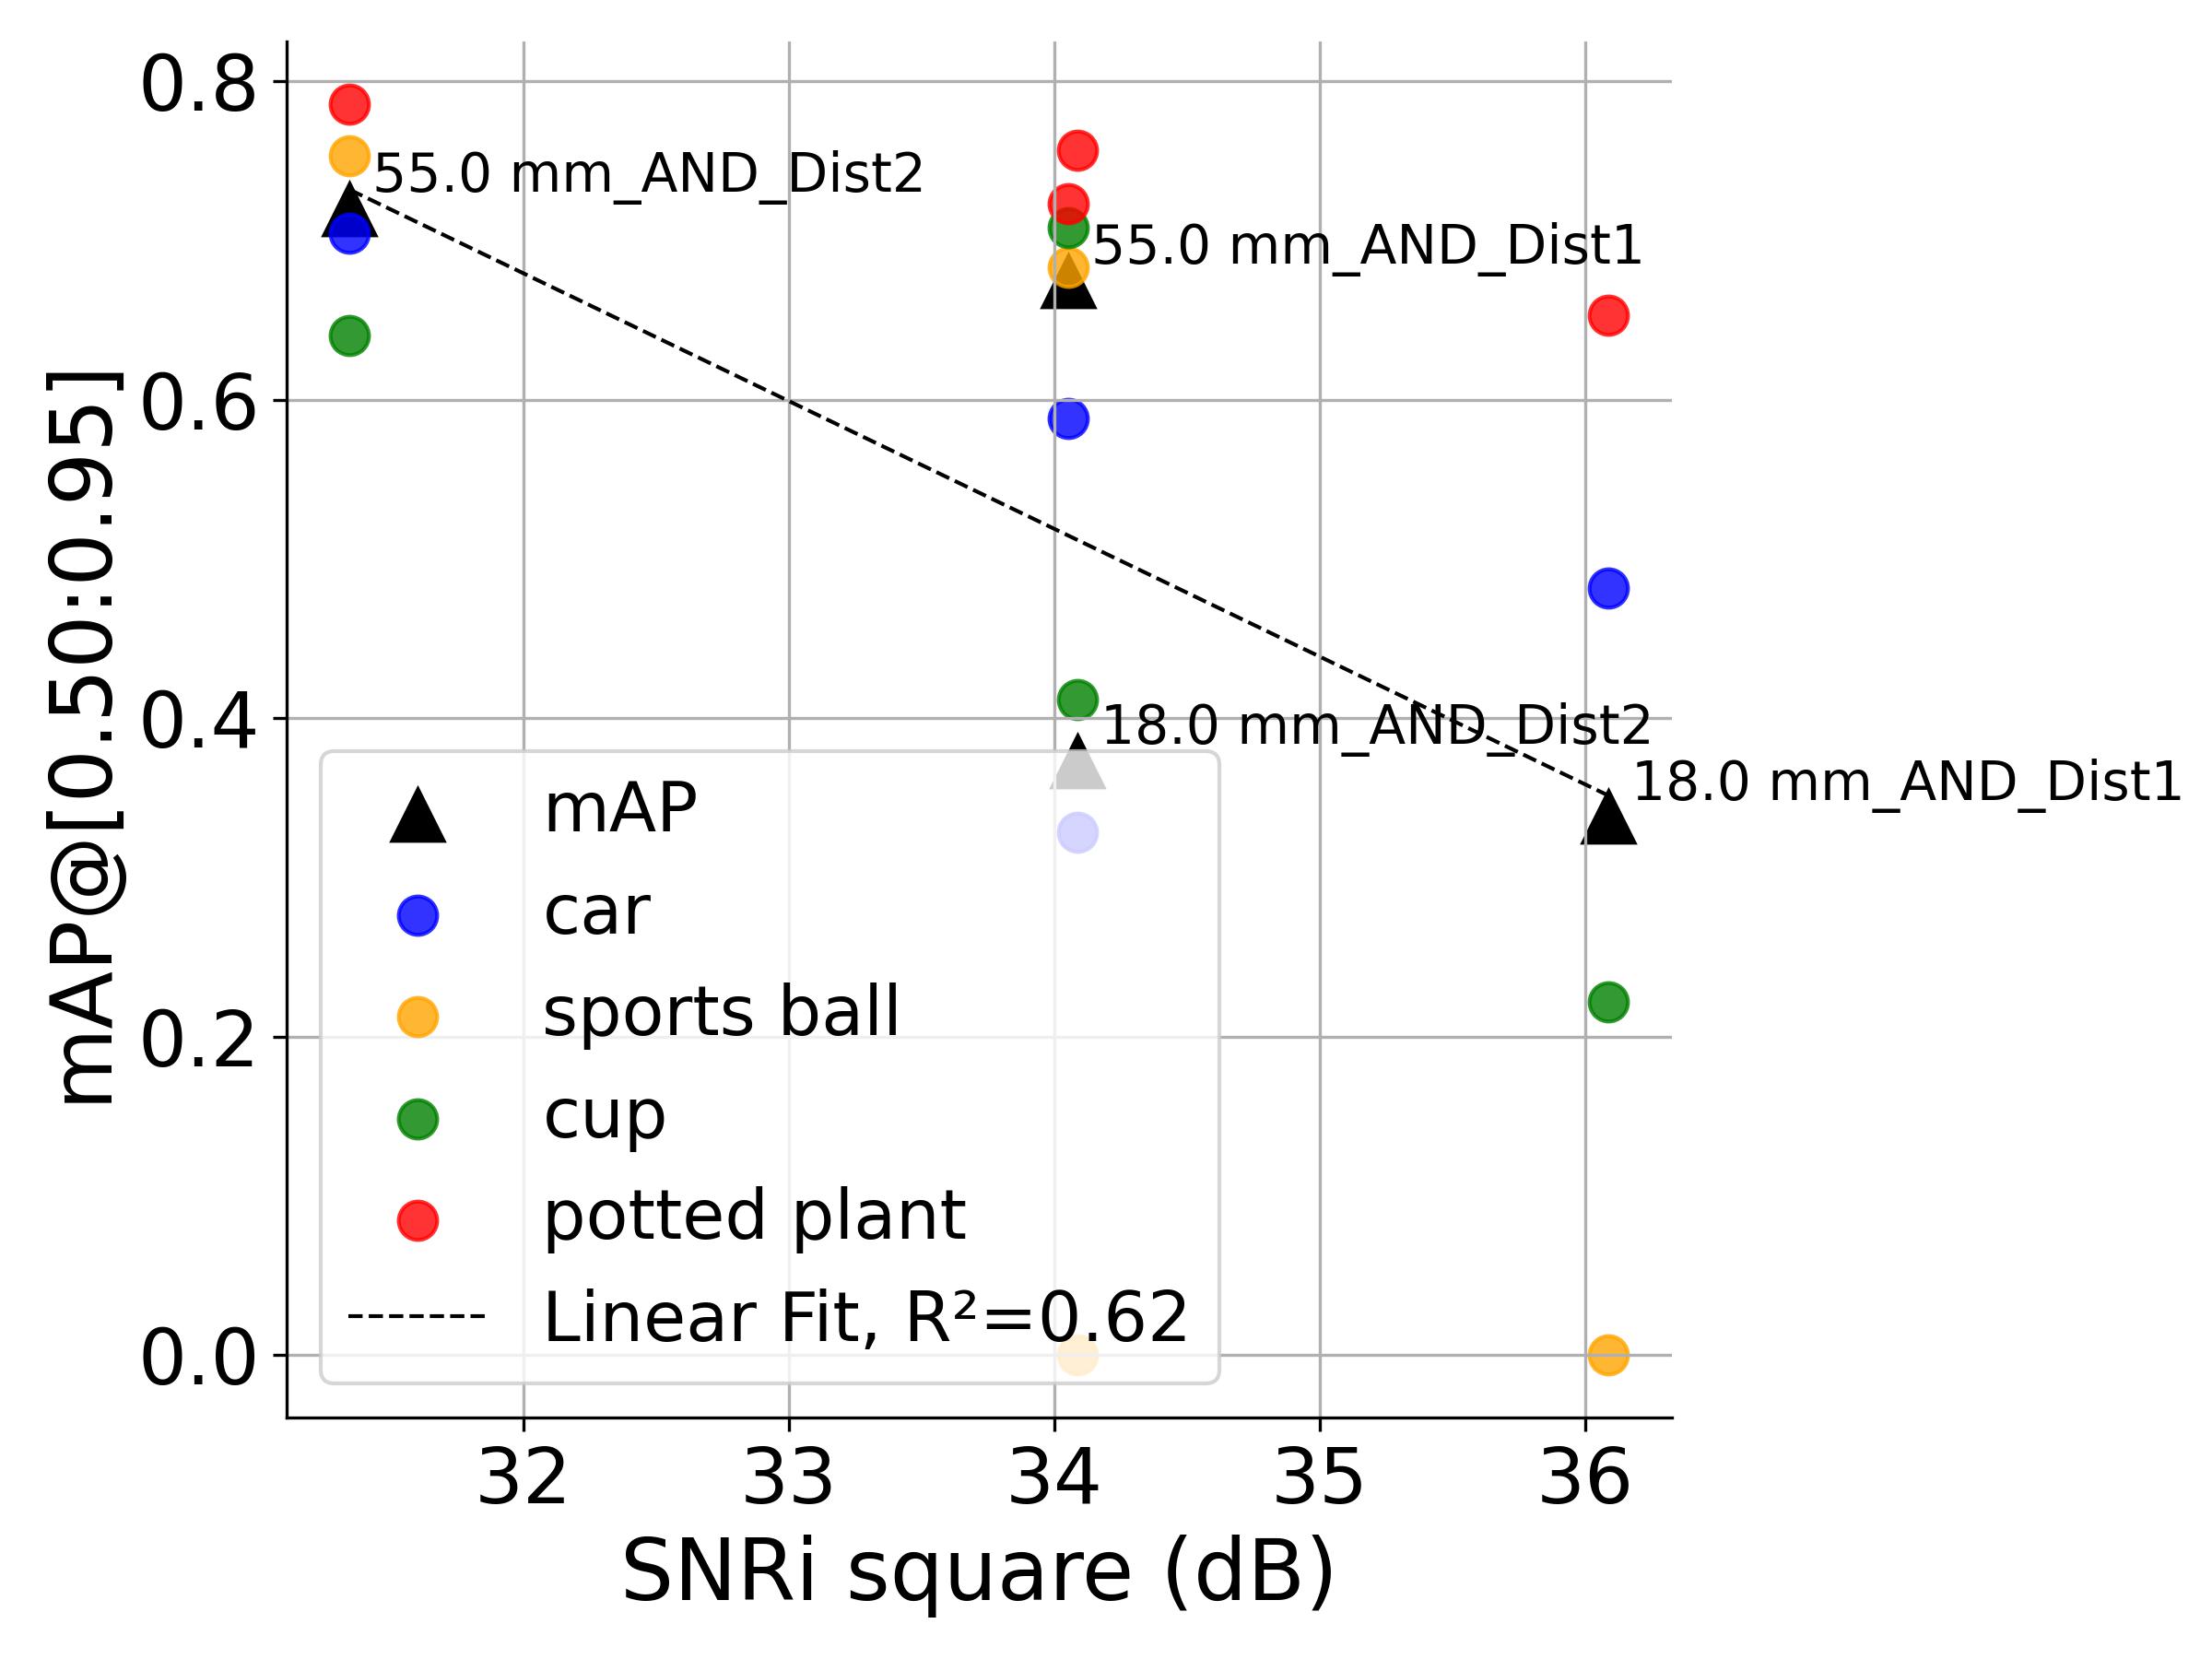 mAP@[0.50:0.95]
0.8
0.6
0.4
0.2
0.0
55.0 mm_AND_Dist2
55.0 mm_AND_Dist1
18.0 mm_AND_Dist2
18.0 mm_AND_Dist1
mAP
car
sports ball
cup
potted plant
Linear Fit, R²=0.62
32 33 34 35 36
SNRi square (dB)